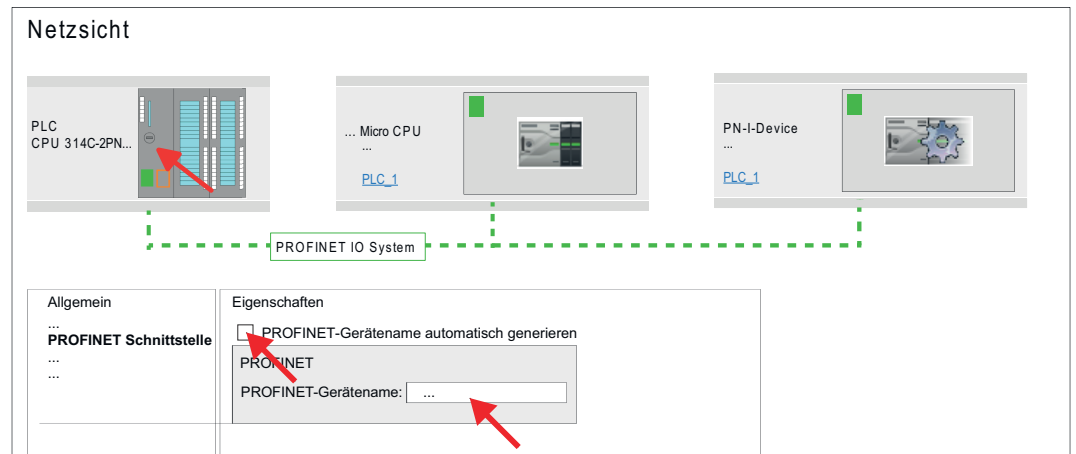 Netzsicht
PLC
CPU 314C-2PN...
... Micro CPU
...
PLC_1
PN-I-Device
...
PLC_1
PROFINET IO System
Allgemein
...
PROFINET Schnittstelle
...
...
Eigenschaften
PROFINET-Gerätename automatisch generieren
PROFINET
PROFINET-Gerätename: ...